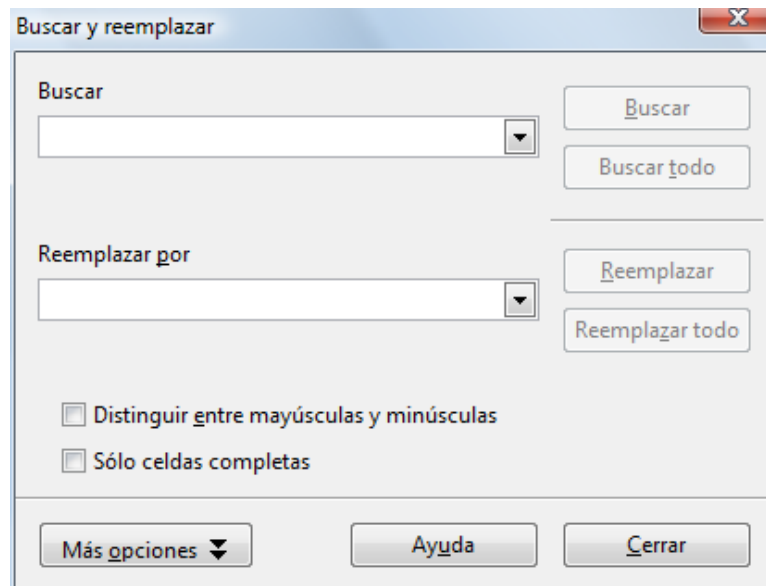 Buscar y reemplazar
Buscar
Buscar
Buscar todo
Reemplazar por
Reemplazar
Reemplazar todo
Distinguir entre mayúsculas y minúsculas
Sólo celdas completas
Más opciones
Ayuda
Cerrar